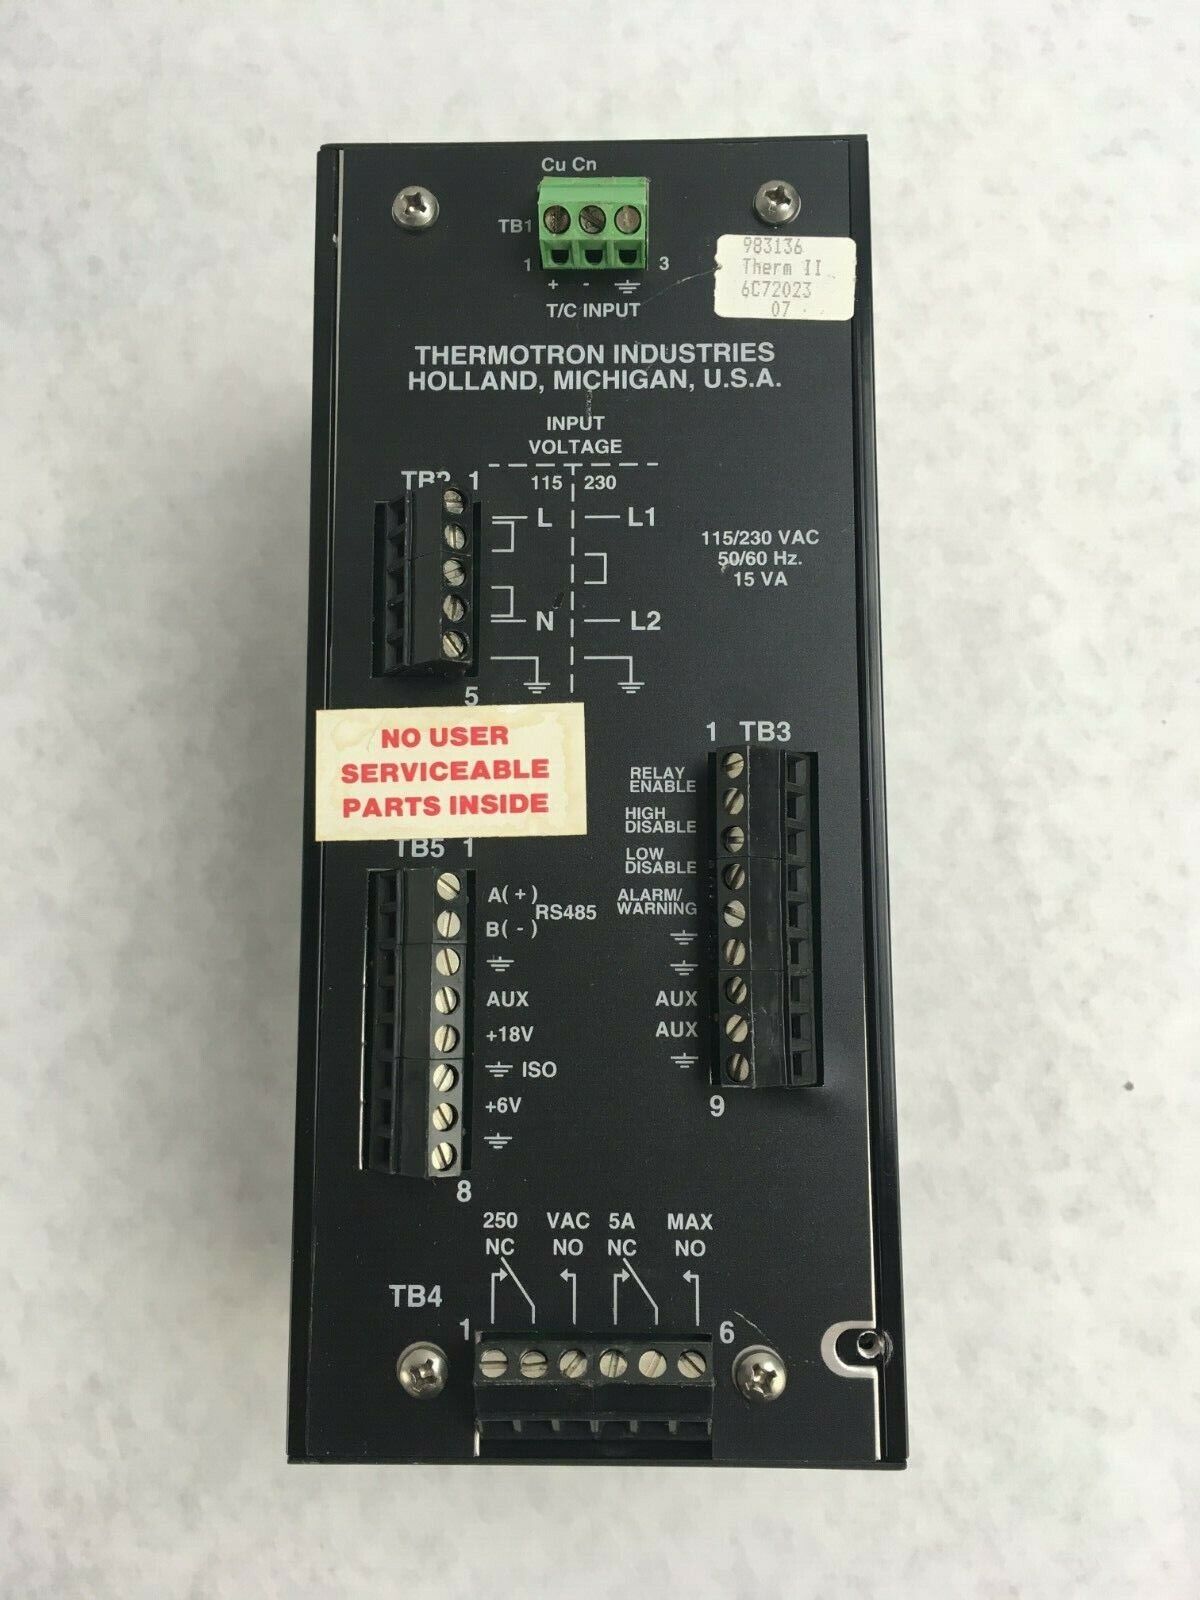 Cu Cn
TB1
1
3
+ -
T/C INPUT
983136
Therm II
6C72023
07
THERMOTRON INDUSTRIES
HOLLAND, MICHIGAN, U.S.A.
INPUT
VOLTAGE
TB2 1
115 230
L L1
N L2
5
115/230 VAC
50/60 Hz.
15 VA
NO USER
SERVICEABLE
PARTS INSIDE
1 TB3
RELAY
ENABLE
HIGH
DISABLE
LOW
DISABLE
ALARM/
WARNING
AUX
AUX
9
TB5 1
A(+)
RS485
B(-)
AUX
+18V
ISO
+6V
8
250 VAC 5A MAX
NC NO NC NO
TB4
1
6